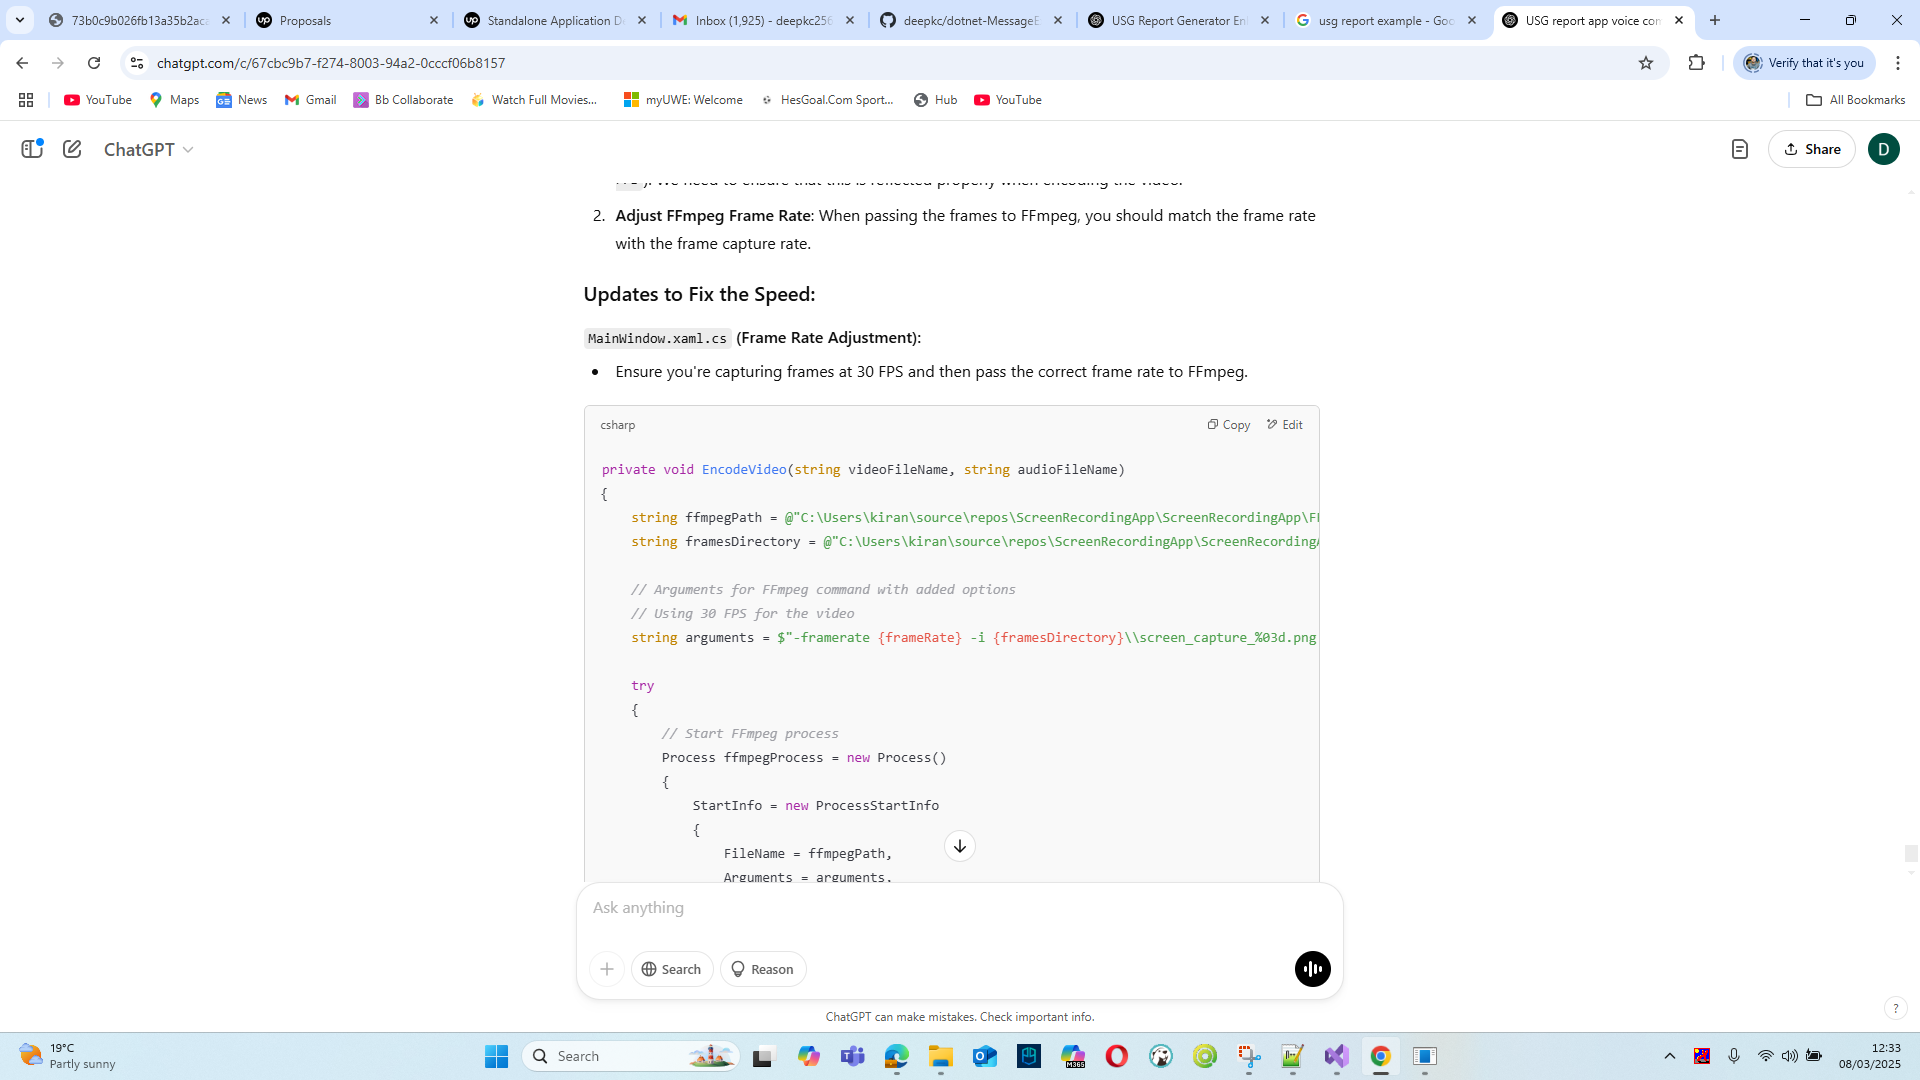 73b0c9b026fb13a35b2aca
Proposals
Standalone Application De
Inbox (1,925) - deepkc256
deepkc/dotnet-MessageE
USG Report Generator Enl
usg report example - Goo
USG report app voice com
chatgpt.com/c/67cbc9b7-f274-8003-94a2-0cccf06b8157
Verify that it's you
YouTube
Maps
News
Gmail
Bb Collaborate
Watch Full Movies...
myUWE: Welcome
HesGoal.Com Sport...
Hub
YouTube
All Bookmarks
ChatGPT
Share
D
). We need to ensure that this is reflected properly when encoding the video.
2. Adjust FFmpeg Frame Rate: When passing the frames to FFmpeg, you should match the frame rate
with the frame capture rate.
Updates to Fix the Speed:
MainWindow.xaml.cs (Frame Rate Adjustment):
• Ensure you're capturing frames at 30 FPS and then pass the correct frame rate to FFmpeg.
csharp
Copy
Edit
private void EncodeVideo(string videoFileName, string audioFileName)
{
string ffmpegPath = @"C:\Users\kiran\source\repos\ScreenRecordingApp\ScreenRecordingApp\F
string framesDirectory = @"C:\Users\kiran\source\repos\ScreenRecordingApp\ScreenRecording
// Arguments for FFmpeg command with added options
// Using 30 FPS for the video
string arguments = $"-framerate {frameRate} -i {framesDirectory}\\screen_capture_%03d.png
try
{
// Start FFmpeg process
Process ffmpegProcess = new Process()
{
StartInfo = new ProcessStartInfo
{
FileName = ffmpegPath,
Arguments = arguments,
Ask anything
Search
Reason
ChatGPT can make mistakes. Check important info.
?
19°C
Partly sunny
Search
M365
12:33
08/03/2025